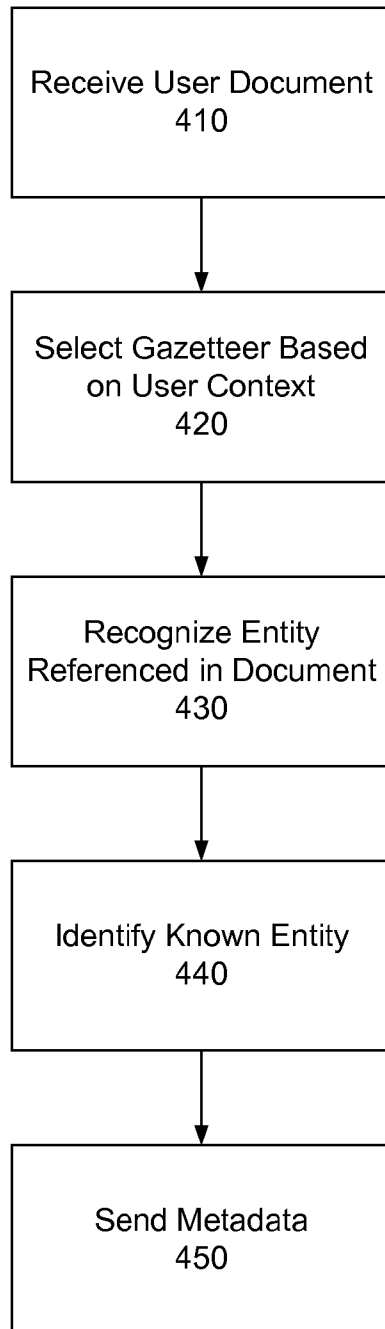 Receive User Document
410
Select Gazetteer Based
on User Context
420
Recognize Entity
Referenced in Document
430
Identify Known Entity
440
Send Metadata
450